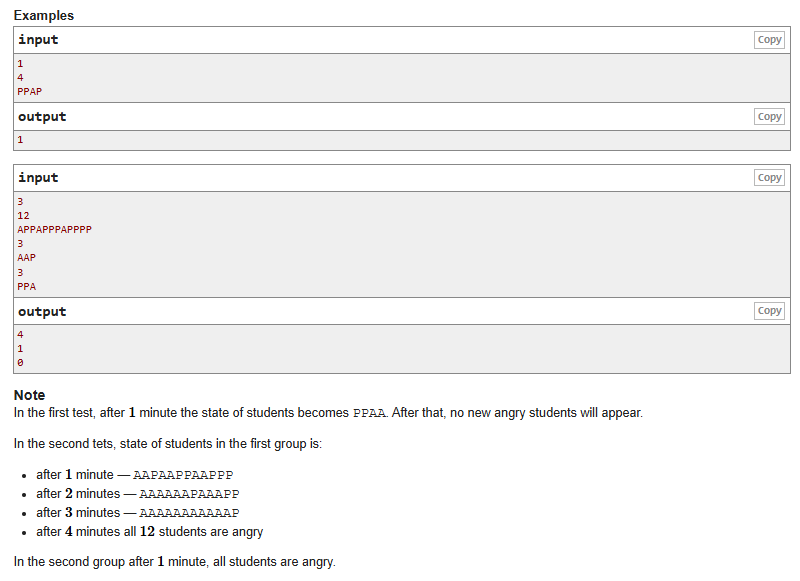 Examples
input
Copy
1
4
PPAP
output
Copy
1
input
Copy
3
12
APPAPPPAPPPP
3
AAP
3
PPA
output
Copy
4
1
0
Note
In the first test, after 1 minute the state of students becomes PPAA. After that, no new angry students will appear.
In the second tets, state of students in the first group is:
after 1 minute — AAPAAPPAAPPP
after 2 minutes — AAAAAAPAAAPP
after 3 minutes — AAAAAAAAAAAP
after 4 minutes all 12 students are angry
In the second group after 1 minute, all students are angry.